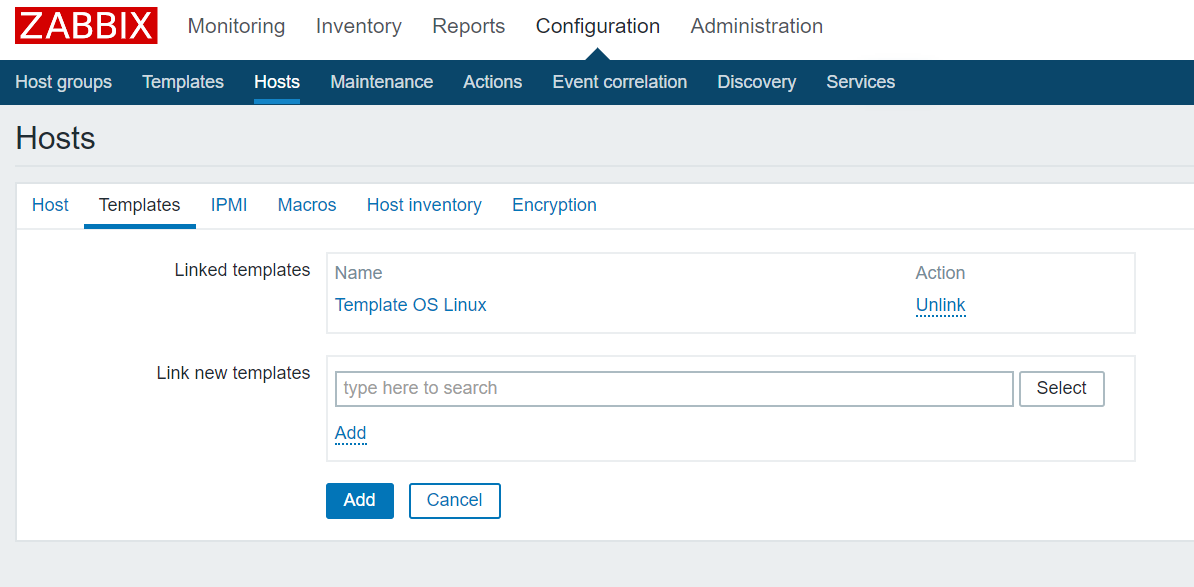 ZABBIX Monitoring Inventory Reports Configuration Administration
Host groups Templates Hosts Maintenance Actions Event correlation Discovery Services
Hosts
Host Templates IPMI Macros Host inventory Encryption
Linked templates Name Action
Template OS Linux Unlink
Link new templates type here to search Select
Add
Add Cancel